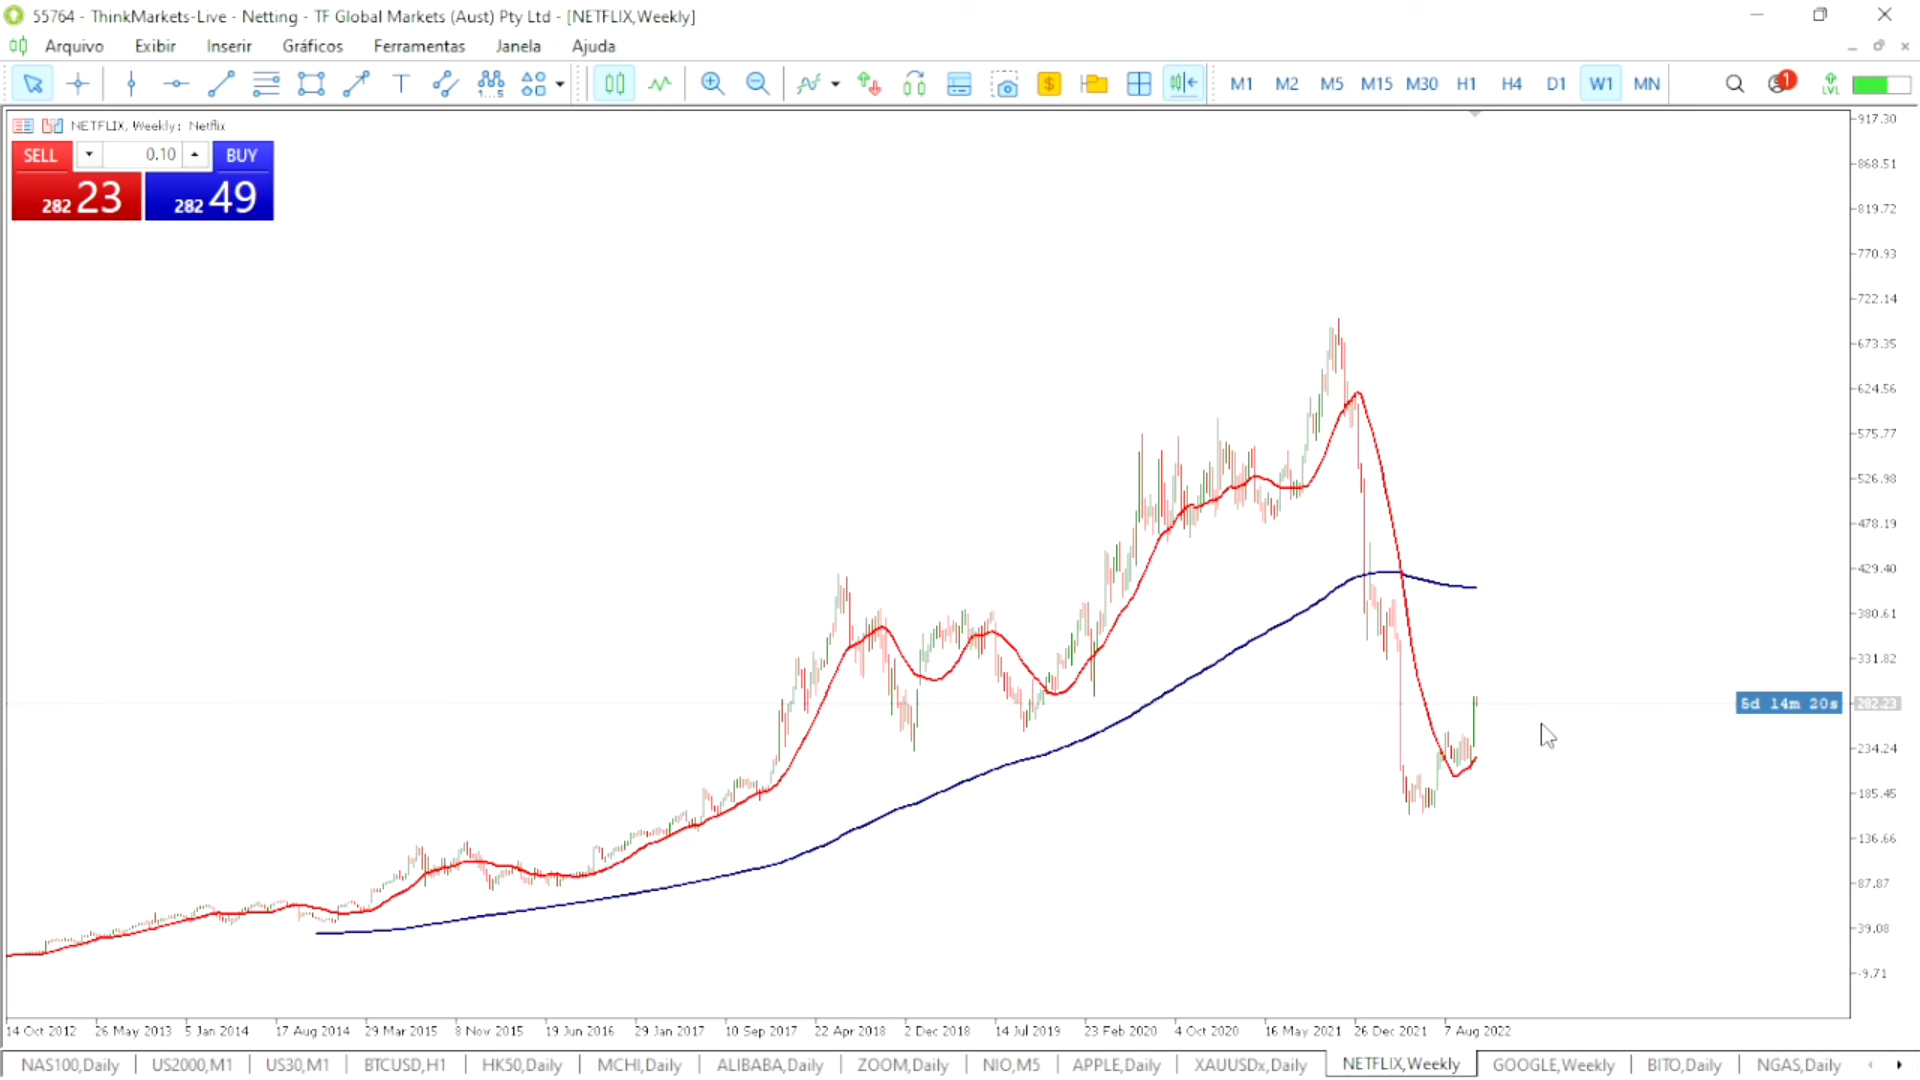 55764 - ThinkMarkets-Live - Netting - TF Global Markets (Aust) Pty Ltd - [NETFLIX,Weekly]
Arquivo Exibir Inserir Gráficos Ferramentas Janela Ajuda
M1 M2 M5 M15 M30 H1 H4 D1 W1 MN 1 LVL
NETFLIX, Weekly: Netflix
SELL 0.10 BUY
282 23 282 49
917.30
868.51
819.72
770.93
722.14
673.35
624.56
575.77
526.98
478.19
429.40
380.61
331.82
5d 14m 20s 282.23
234.24
185.45
136.66
87.87
39.08
-9.71
14 Oct 2012 26 May 2013 5 Jan 2014 17 Aug 2014 29 Mar 2015 8 Nov 2015 19 Jun 2016 29 Jan 2017 10 Sep 2017 22 Apr 2018 2 Dec 2018 14 Jul 2019 23 Feb 2020 4 Oct 2020 16 May 2021 26 Dec 2021 7 Aug 2022
NAS100,Daily US2000,M1 US30,M1 BTCUSD,H1 HK50,Daily MCHI,Daily ALIBABA,Daily ZOOM,Daily NIO,M5 APPLE,Daily XAUUSDx,Daily NETFLIX,Weekly GOOGLE,Weekly BITO,Daily NGAS,Daily